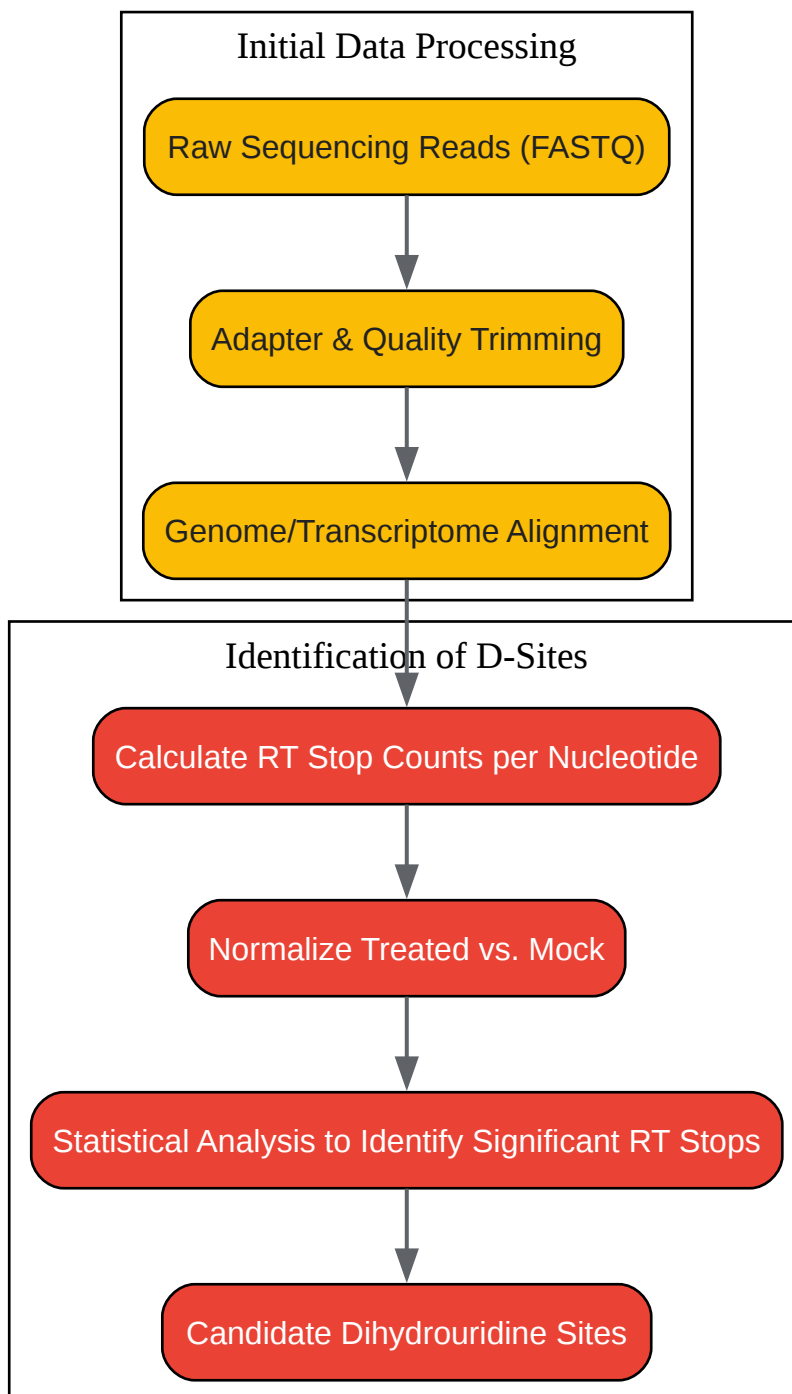 Initial Data Processing
Raw Sequencing Reads (FASTQ)
Adapter & Quality Trimming
Genome/Transcriptome Alignment
Identification of D-Sites
Calculate RT Stop Counts per Nucleotide
Normalize Treated vs. Mock
Statistical Analysis to Identify Significant RT Stops
Candidate Dihydrouridine Sites